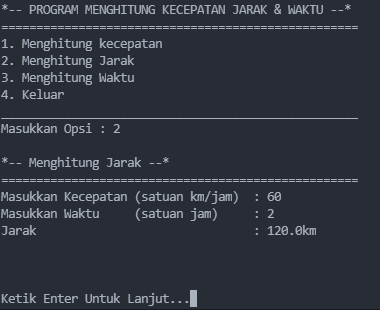 *-- PROGRAM MENGHITUNG KECEPATAN JARAK & WAKTU --*
===================================================
1. Menghitung kecepatan
2. Menghitung Jarak
3. Menghitung Waktu
4. Keluar
___________________________________________________
Masukkan Opsi : 2
*-- Menghitung Jarak --*
===================================================
Masukkan Kecepatan (satuan km/jam)  : 60
Masukkan Waktu     (satuan jam)     : 2
Jarak                               : 120.0km
Ketik Enter Untuk Lanjut...